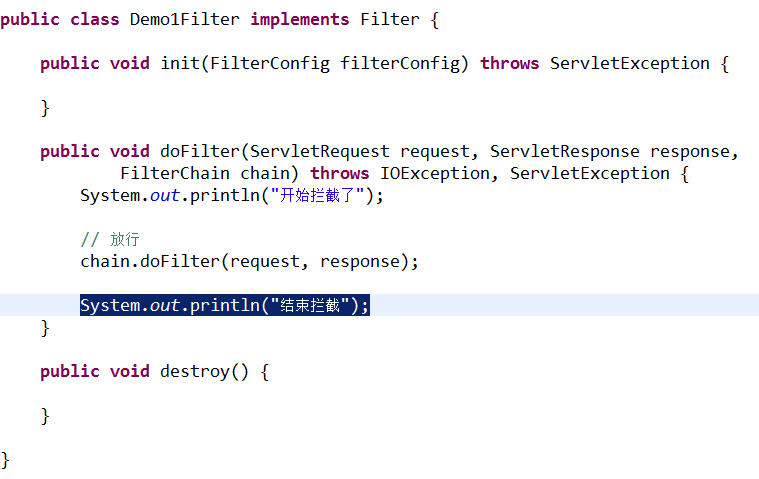 public class Demo1Filter implements Filter {
public void init(FilterConfig filterConfig) throws ServletException {
}
public void doFilter(ServletRequest request, ServletResponse response,
FilterChain chain) throws IOException, ServletException {
System.out.println("开始拦截了");
// 放行
chain.doFilter(request, response);
System.out.println("结束拦截");
}
public void destroy() {
}
}